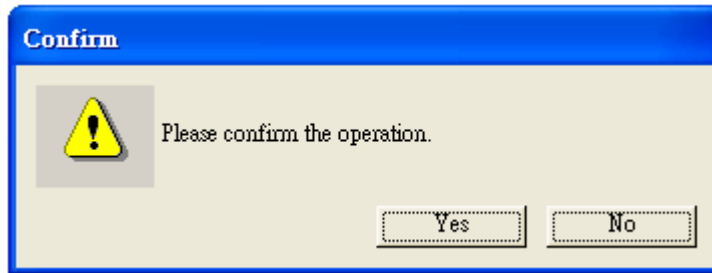 Confirm
Please confirm the operation.
Yes No